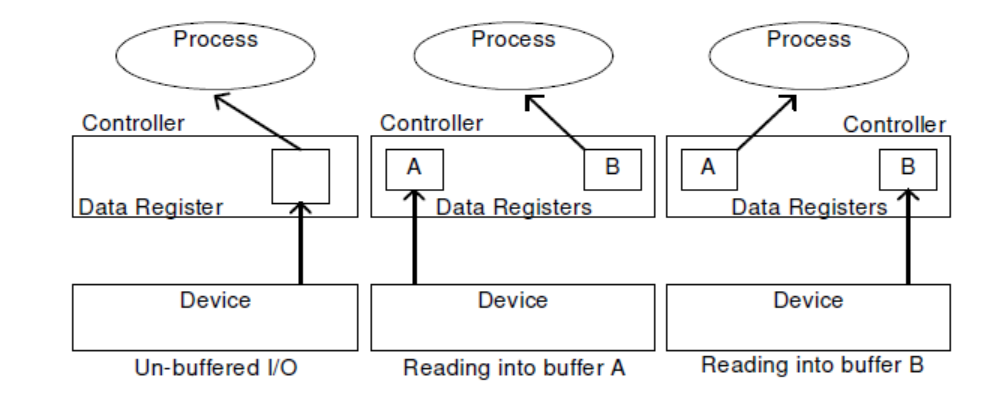 Process
Process
Process
Controller
Controller
Controller
A
B
A
B
Data Register
Data Registers
Data Registers
Device
Device
Device
Un-buffered I/O
Reading into buffer A
Reading into buffer B